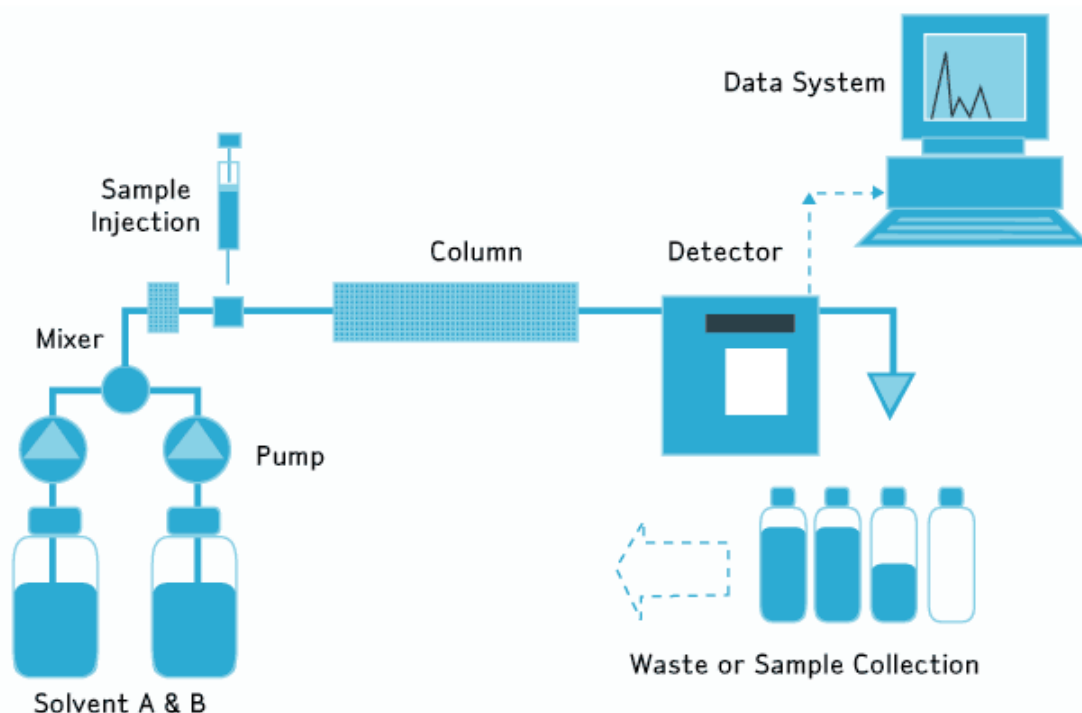 Data System
Sample
Injection
Column
Detector
Mixer
Pump
Waste or Sample Collection
Solvent A & B